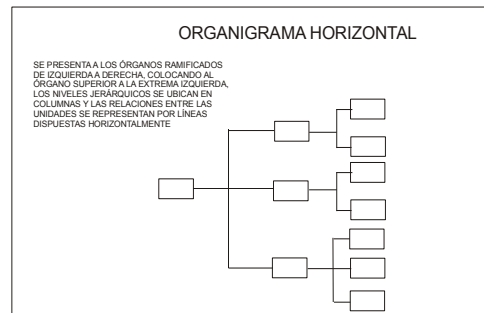 ORGANIGRAMA HORIZONTAL
SE PRESENTA A LOS ÓRGANOS RAMIFICADOS
DE IZQUIERDA A DERECHA, COLOCANDO AL
ÓRGANO SUPERIOR A LA EXTREMA IZQUIERDA,
LOS NIVELES JERÁRQUICOS SE UBICAN EN
COLUMNAS Y LAS RELACIONES ENTRE LAS
UNIDADES SE REPRESENTAN POR LÍNEAS
DISPUESTAS HORIZONTALMENTE